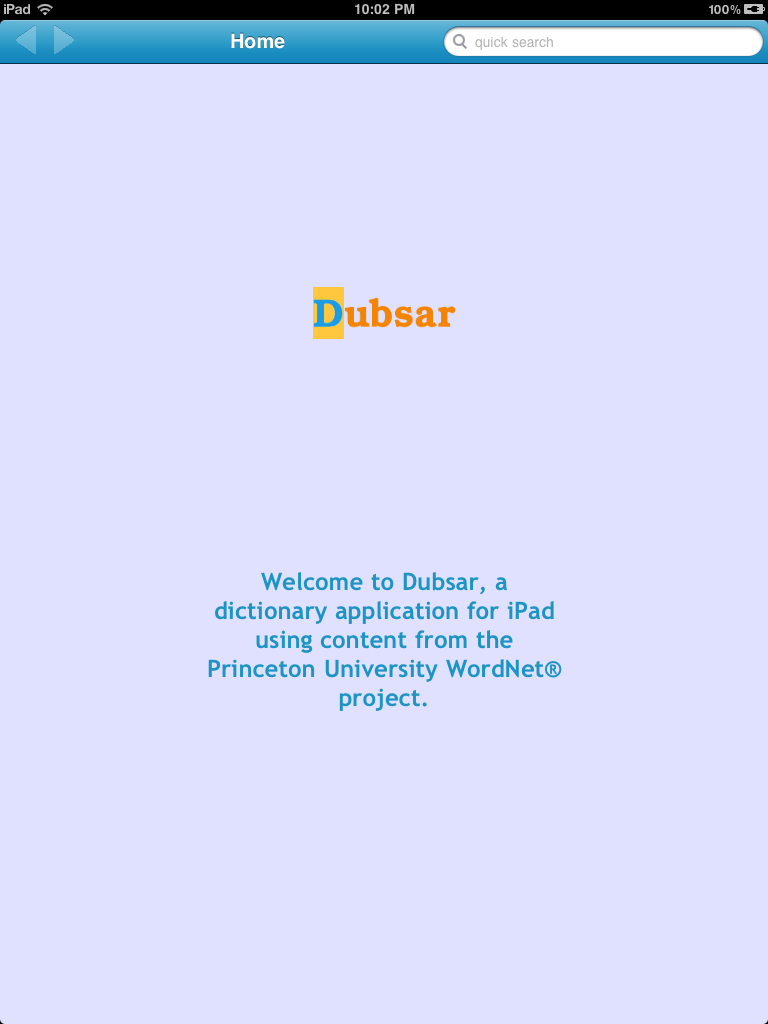 iPad 10:02 PM 100%
Home quick search
Dubsar
Welcome to Dubsar, a
dictionary application for iPad
using content from the
Princeton University WordNet®
project.